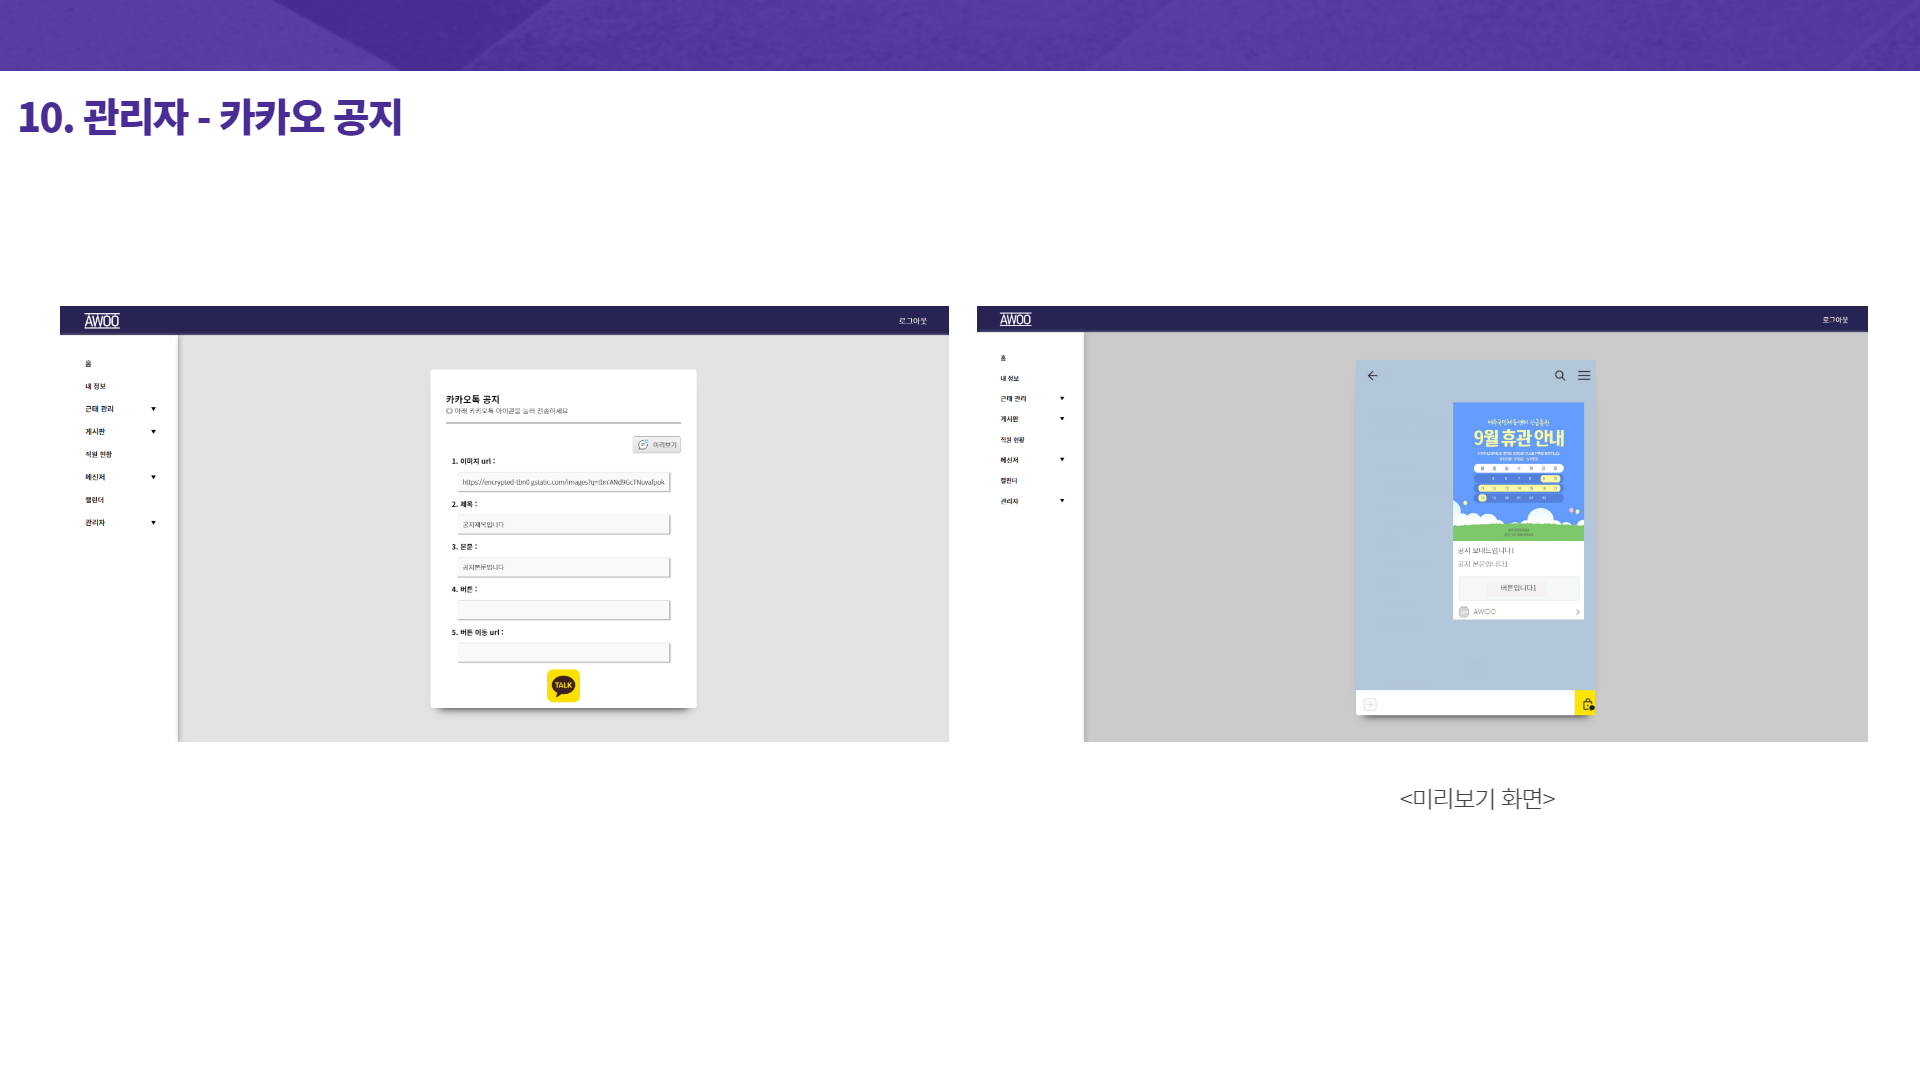 10. 관리자 - 카카오 공지
AWOO
로그아웃
홈
내 정보
근태 관리 ▼
게시판 ▼
직원 현황
메신저 ▼
캘린더
관리자 ▼
카카오톡 공지
아래 카카오톡 아이콘을 눌러 전송하세요
미리보기
1. 이미지 url :
2. 제목 :
공지제목입니다
3. 본문 :
공지본문입니다
4. 버튼 :
5. 버튼 이동 url :
TALK
AWOO
로그아웃
홈
내 정보
근태 관리 ▼
게시판 ▼
직원 현황
메신저 ▼
캘린더
관리자 ▼
9월 휴관 안내
공지 보내드립니다1
공지 본문입니다1
버튼입니다1
AWOO
<미리보기 화면>